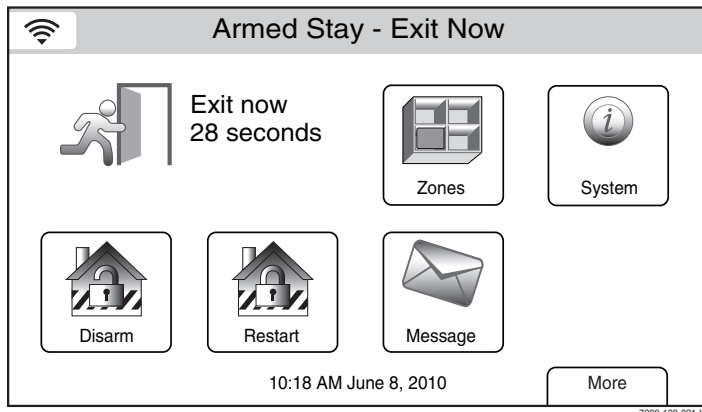 Armed Stay - Exit Now
Exit now
28 seconds
Zones
System
Disarm
Restart
Message
10:18 AM June 8, 2010
More